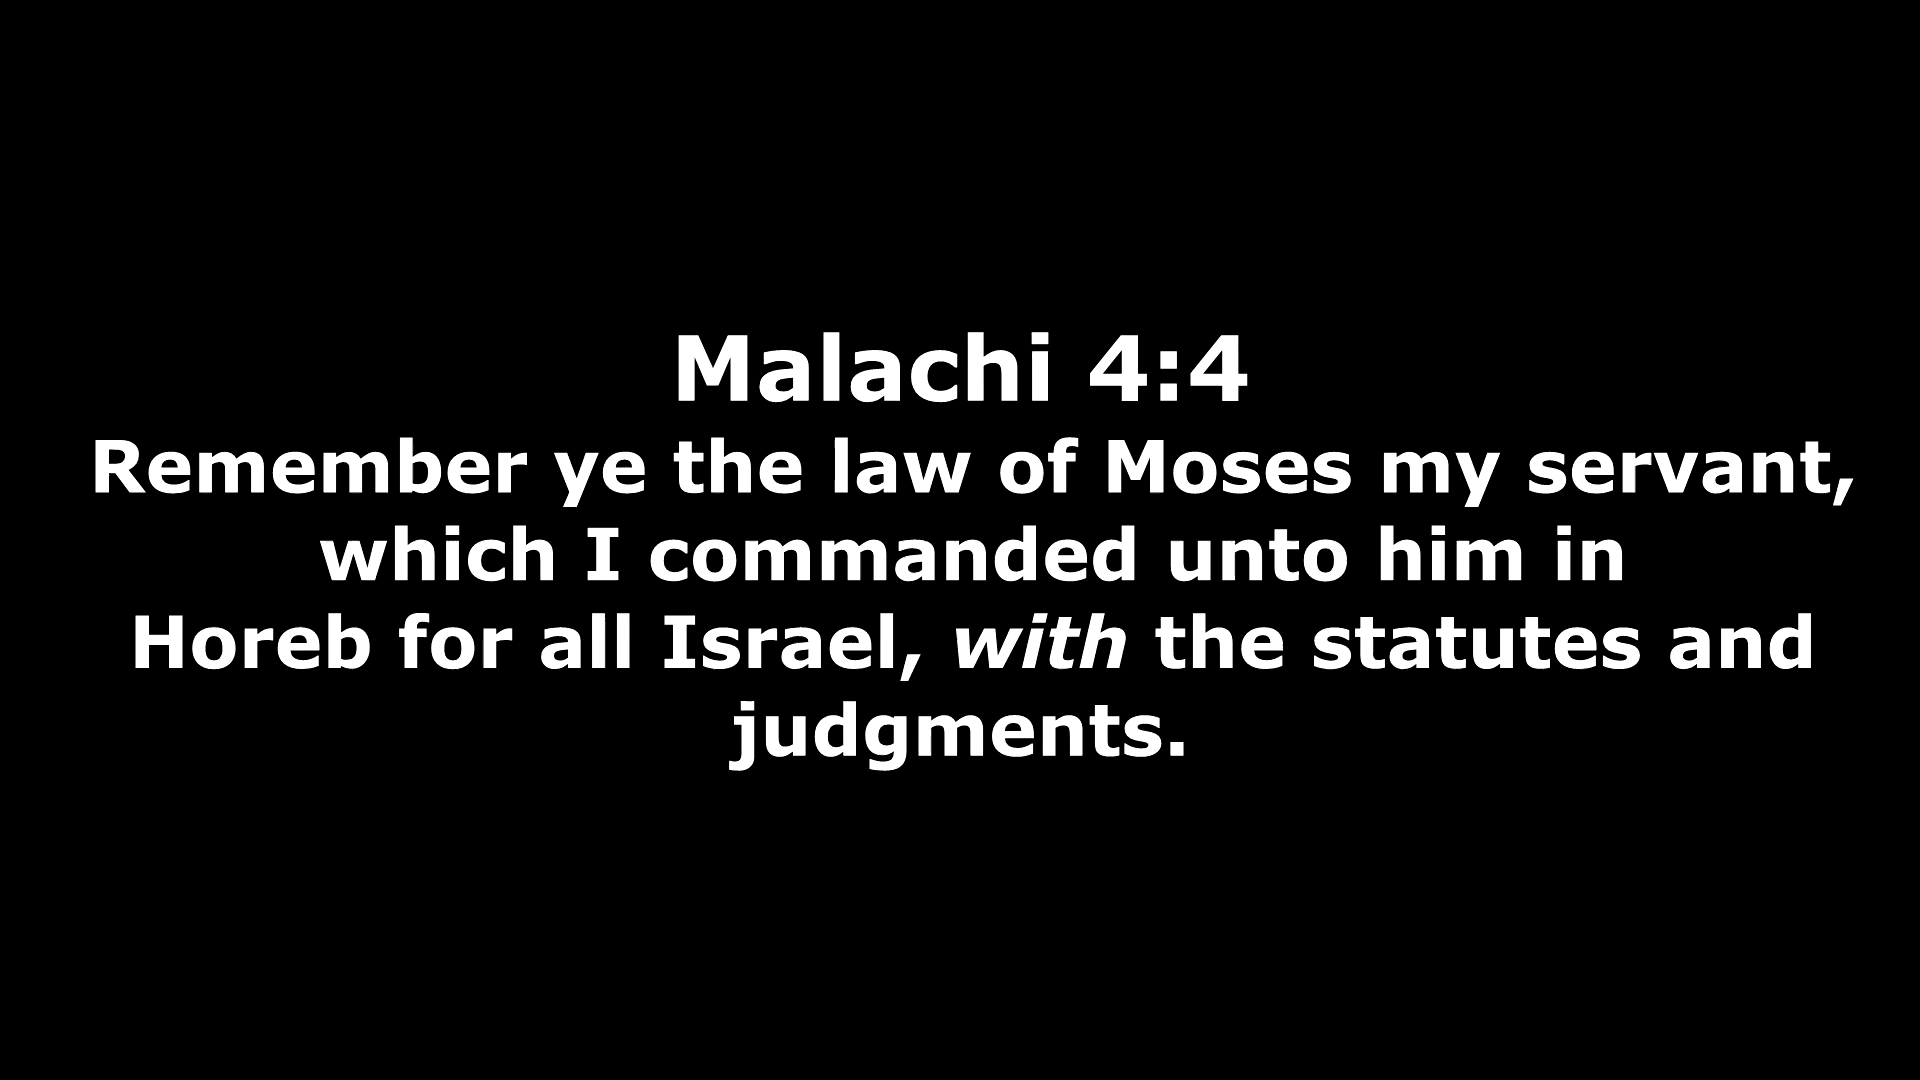 Malachi 4:4
Remember ye the law of Moses my servant,
which I commanded unto him in
Horeb for all Israel, with the statutes and
judgments.